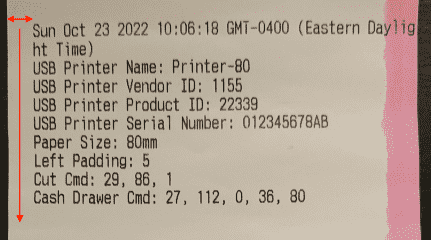 Sun Oct 23 2022 10:06:18 GMT-0400 (Eastern Daylig
ht Time)
USB Printer Name: Printer-80
USB Printer Vendor ID: 1155
USB Printer Product ID: 22339
USB Printer Serial Number: 012345678AB
Paper Size: 80mm
Left Padding: 5
Cut Cmd: 29, 86, 1
Cash Drawer Cmd: 27, 112, 0, 36, 80